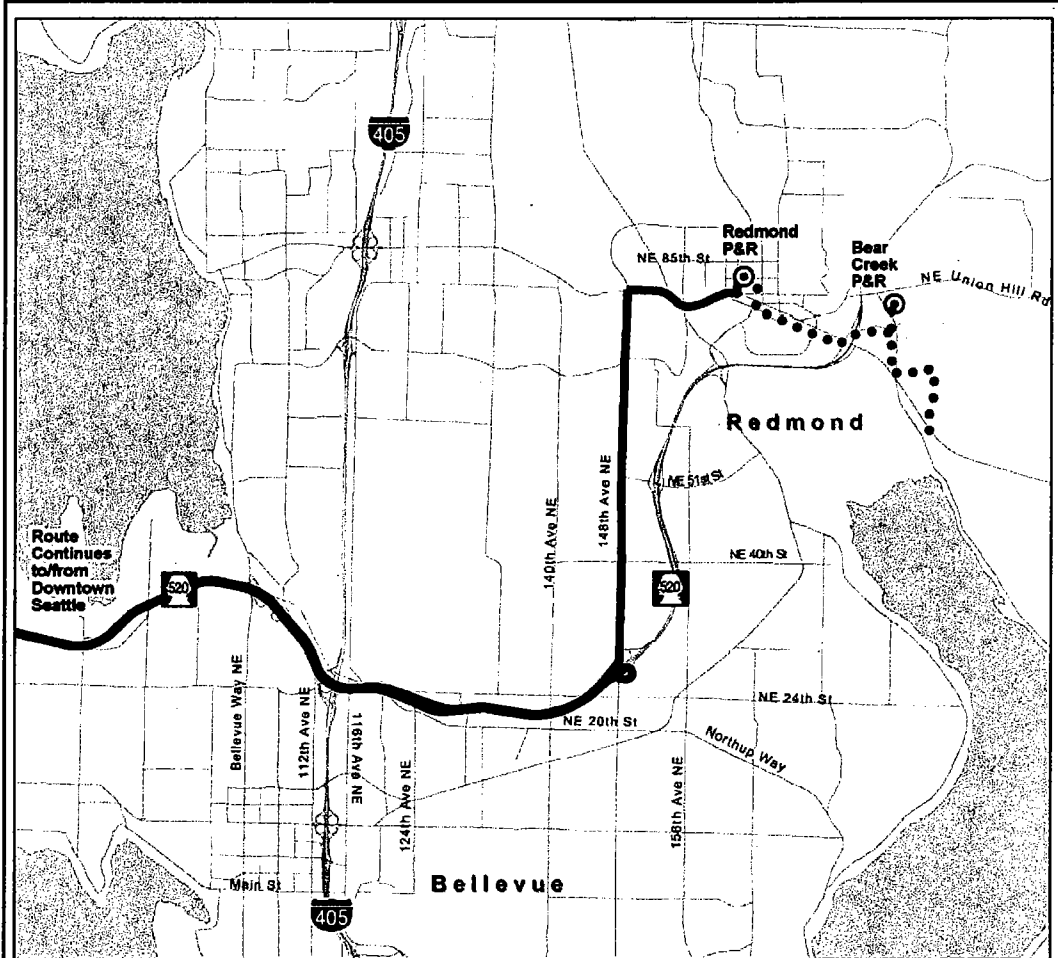 405
Redmond
P&R
NE 85th St
Bear
Creek
P&R
NE Union Hill Rd
Redmond
NE 51st St
148th Ave NE
140th Ave NE
NE 40th St
Route
Continues
to/from
Downtown
Seattle
520
520
NE 24th St
NE 20th St
Northup Way
Bellevue Way NE
112th Ave NE
116th Ave NE
124th Ave NE
156th Ave NE
Main St
Bellevue
405